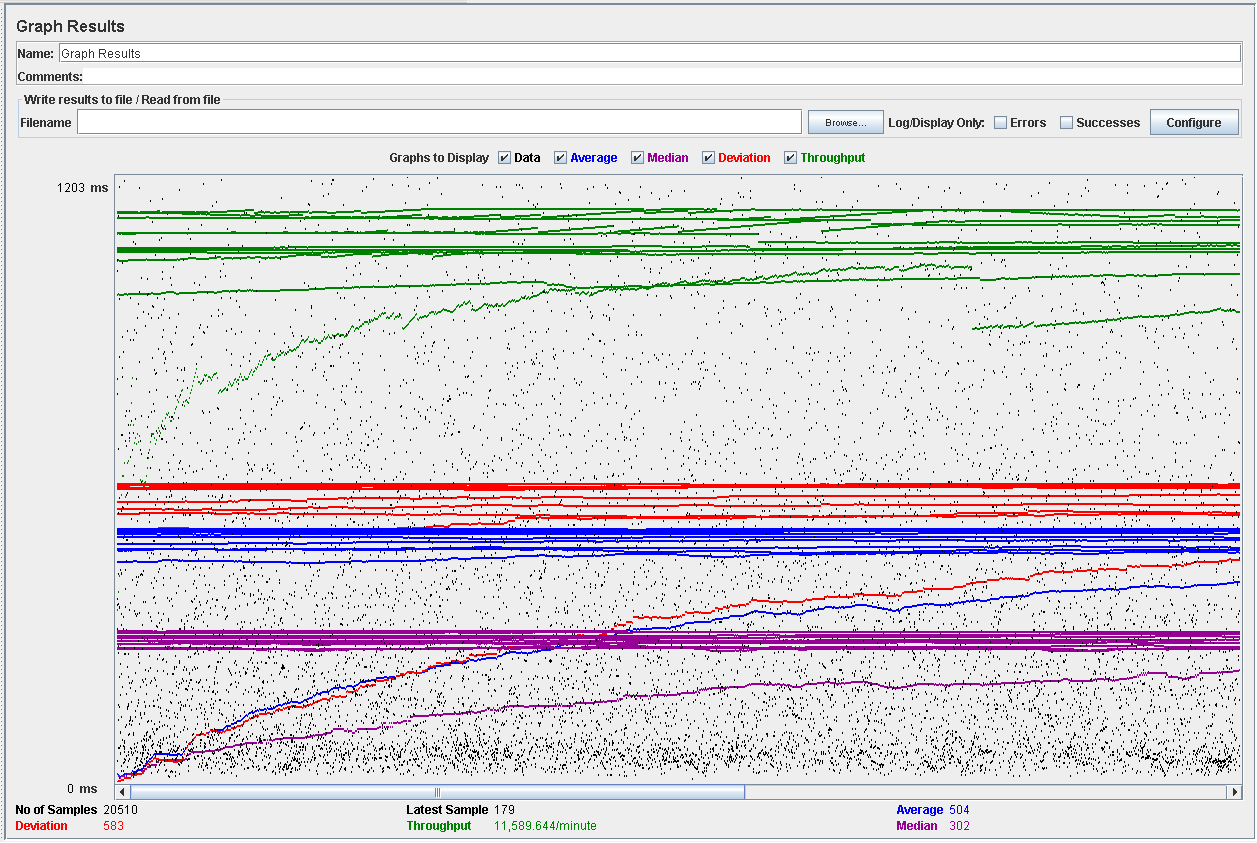 Graph Results
Name: Graph Results
Comments:
Write results to file / Read from file
Filename Browse... Log/Display Only: Errors Successes Configure
Graphs to Display Data Average Median Deviation Throughput
1203 ms
0 ms
No of Samples 20510 Latest Sample 179 Average 504
Deviation 583 Throughput 11,589.644/minute Median 302